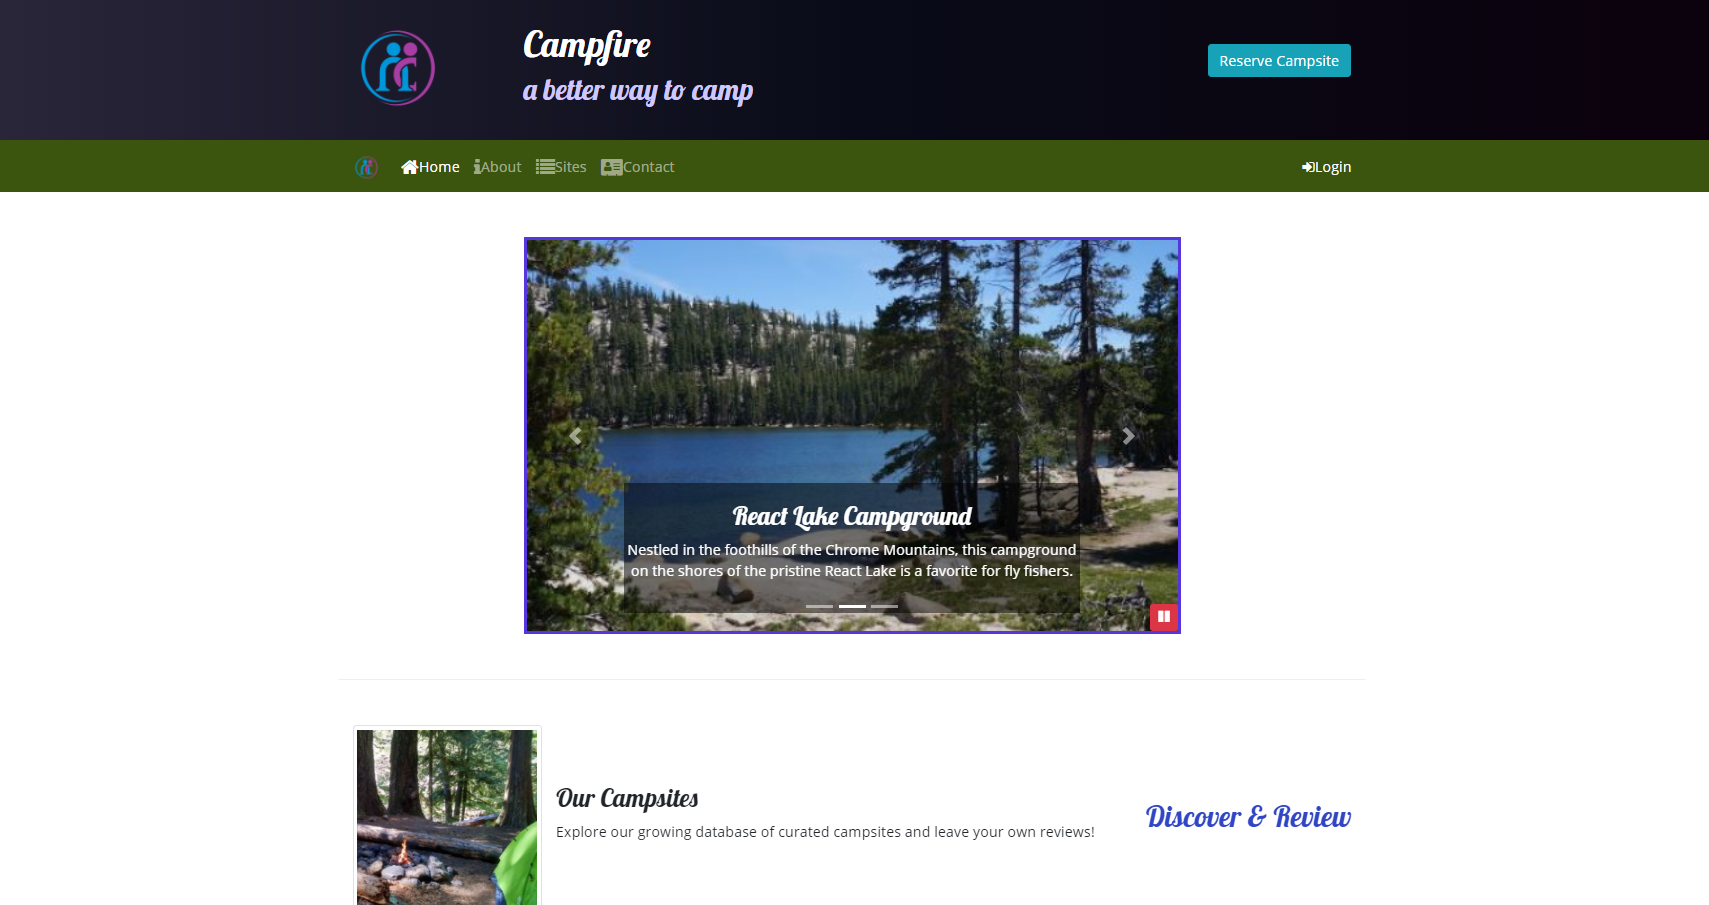 Campfire
a better way to camp
Reserve Campsite
Home About Sites Contact Login
React Lake Campground
Nestled in the foothills of the Chrome Mountains, this campground
on the shores of the pristine React Lake is a favorite for fly fishers.
Our Campsites
Explore our growing database of curated campsites and leave your own reviews!
Discover & Review